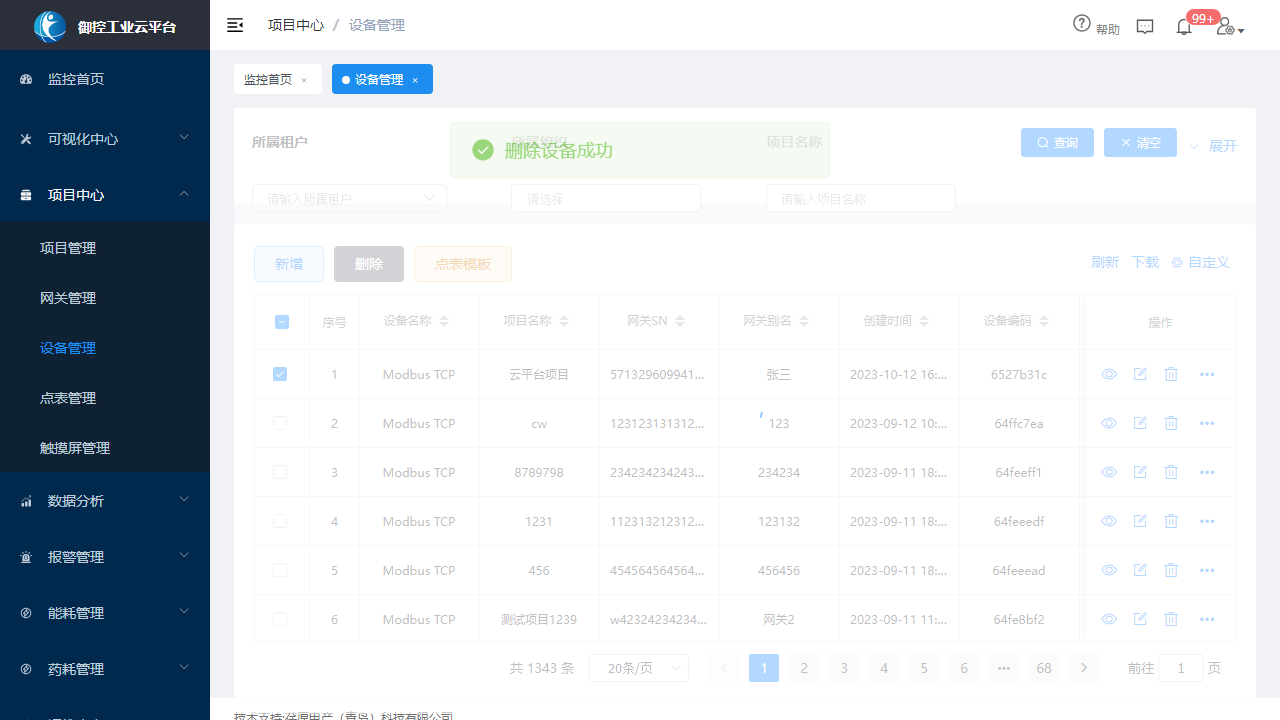 御控工业云平台
项目中心 / 设备管理
帮助
99+
监控首页
可视化中心
项目中心
项目管理
网关管理
设备管理
点表管理
触摸屏管理
数据分析
报警管理
能耗管理
药耗管理
监控首页 ×
设备管理 ×
所属租户 所属组织 项目名称
删除设备成功
查询 清空 展开
请输入所属租户 请选择 请输入项目名称
新增 删除 点表模板 刷新 下载 自定义
序号 设备名称 项目名称 网关SN 网关别名 创建时间 设备编码 操作
1 Modbus TCP 云平台项目 571329609941... 张三 2023-10-12 16:... 6527b31c
2 Modbus TCP cw 123123131312... 123 2023-09-12 10:... 64ffc7ea
3 Modbus TCP 8789798 234234234243... 234234 2023-09-11 18:... 64feeff1
4 Modbus TCP 1231 112313212312... 123132 2023-09-11 18:... 64feeedf
5 Modbus TCP 456 454564564564... 456456 2023-09-11 18:... 64feeead
6 Modbus TCP 测试项目1239 w42324234234... 网关2 2023-09-11 11:... 64fe8bf2
共 1343 条 20条/页 1 2 3 4 5 6 ••• 68 前往 1 页